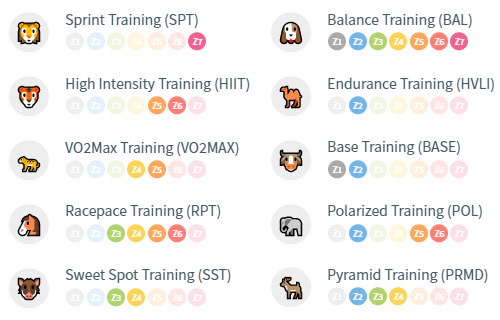 Sprint Training (SPT)
Z1 Z2 Z3 Z4 Z5 Z6 Z7
High Intensity Training (HIIT)
Z1 Z2 Z3 Z4 Z5 Z6 Z7
VO2Max Training (VO2MAX)
Z1 Z2 Z3 Z4 Z5 Z6 Z7
Racepace Training (RPT)
Z1 Z2 Z3 Z4 Z5 Z6 Z7
Sweet Spot Training (SST)
Z1 Z2 Z3 Z4 Z5 Z6 Z7
Balance Training (BAL)
Z1 Z2 Z3 Z4 Z5 Z6 Z7
Endurance Training (HVLI)
Z1 Z2 Z3 Z4 Z5 Z6 Z7
Base Training (BASE)
Z1 Z2 Z3 Z4 Z5 Z6 Z7
Polarized Training (POL)
Z1 Z2 Z3 Z4 Z5 Z6 Z7
Pyramid Training (PRMD)
Z1 Z2 Z3 Z4 Z5 Z6 Z7